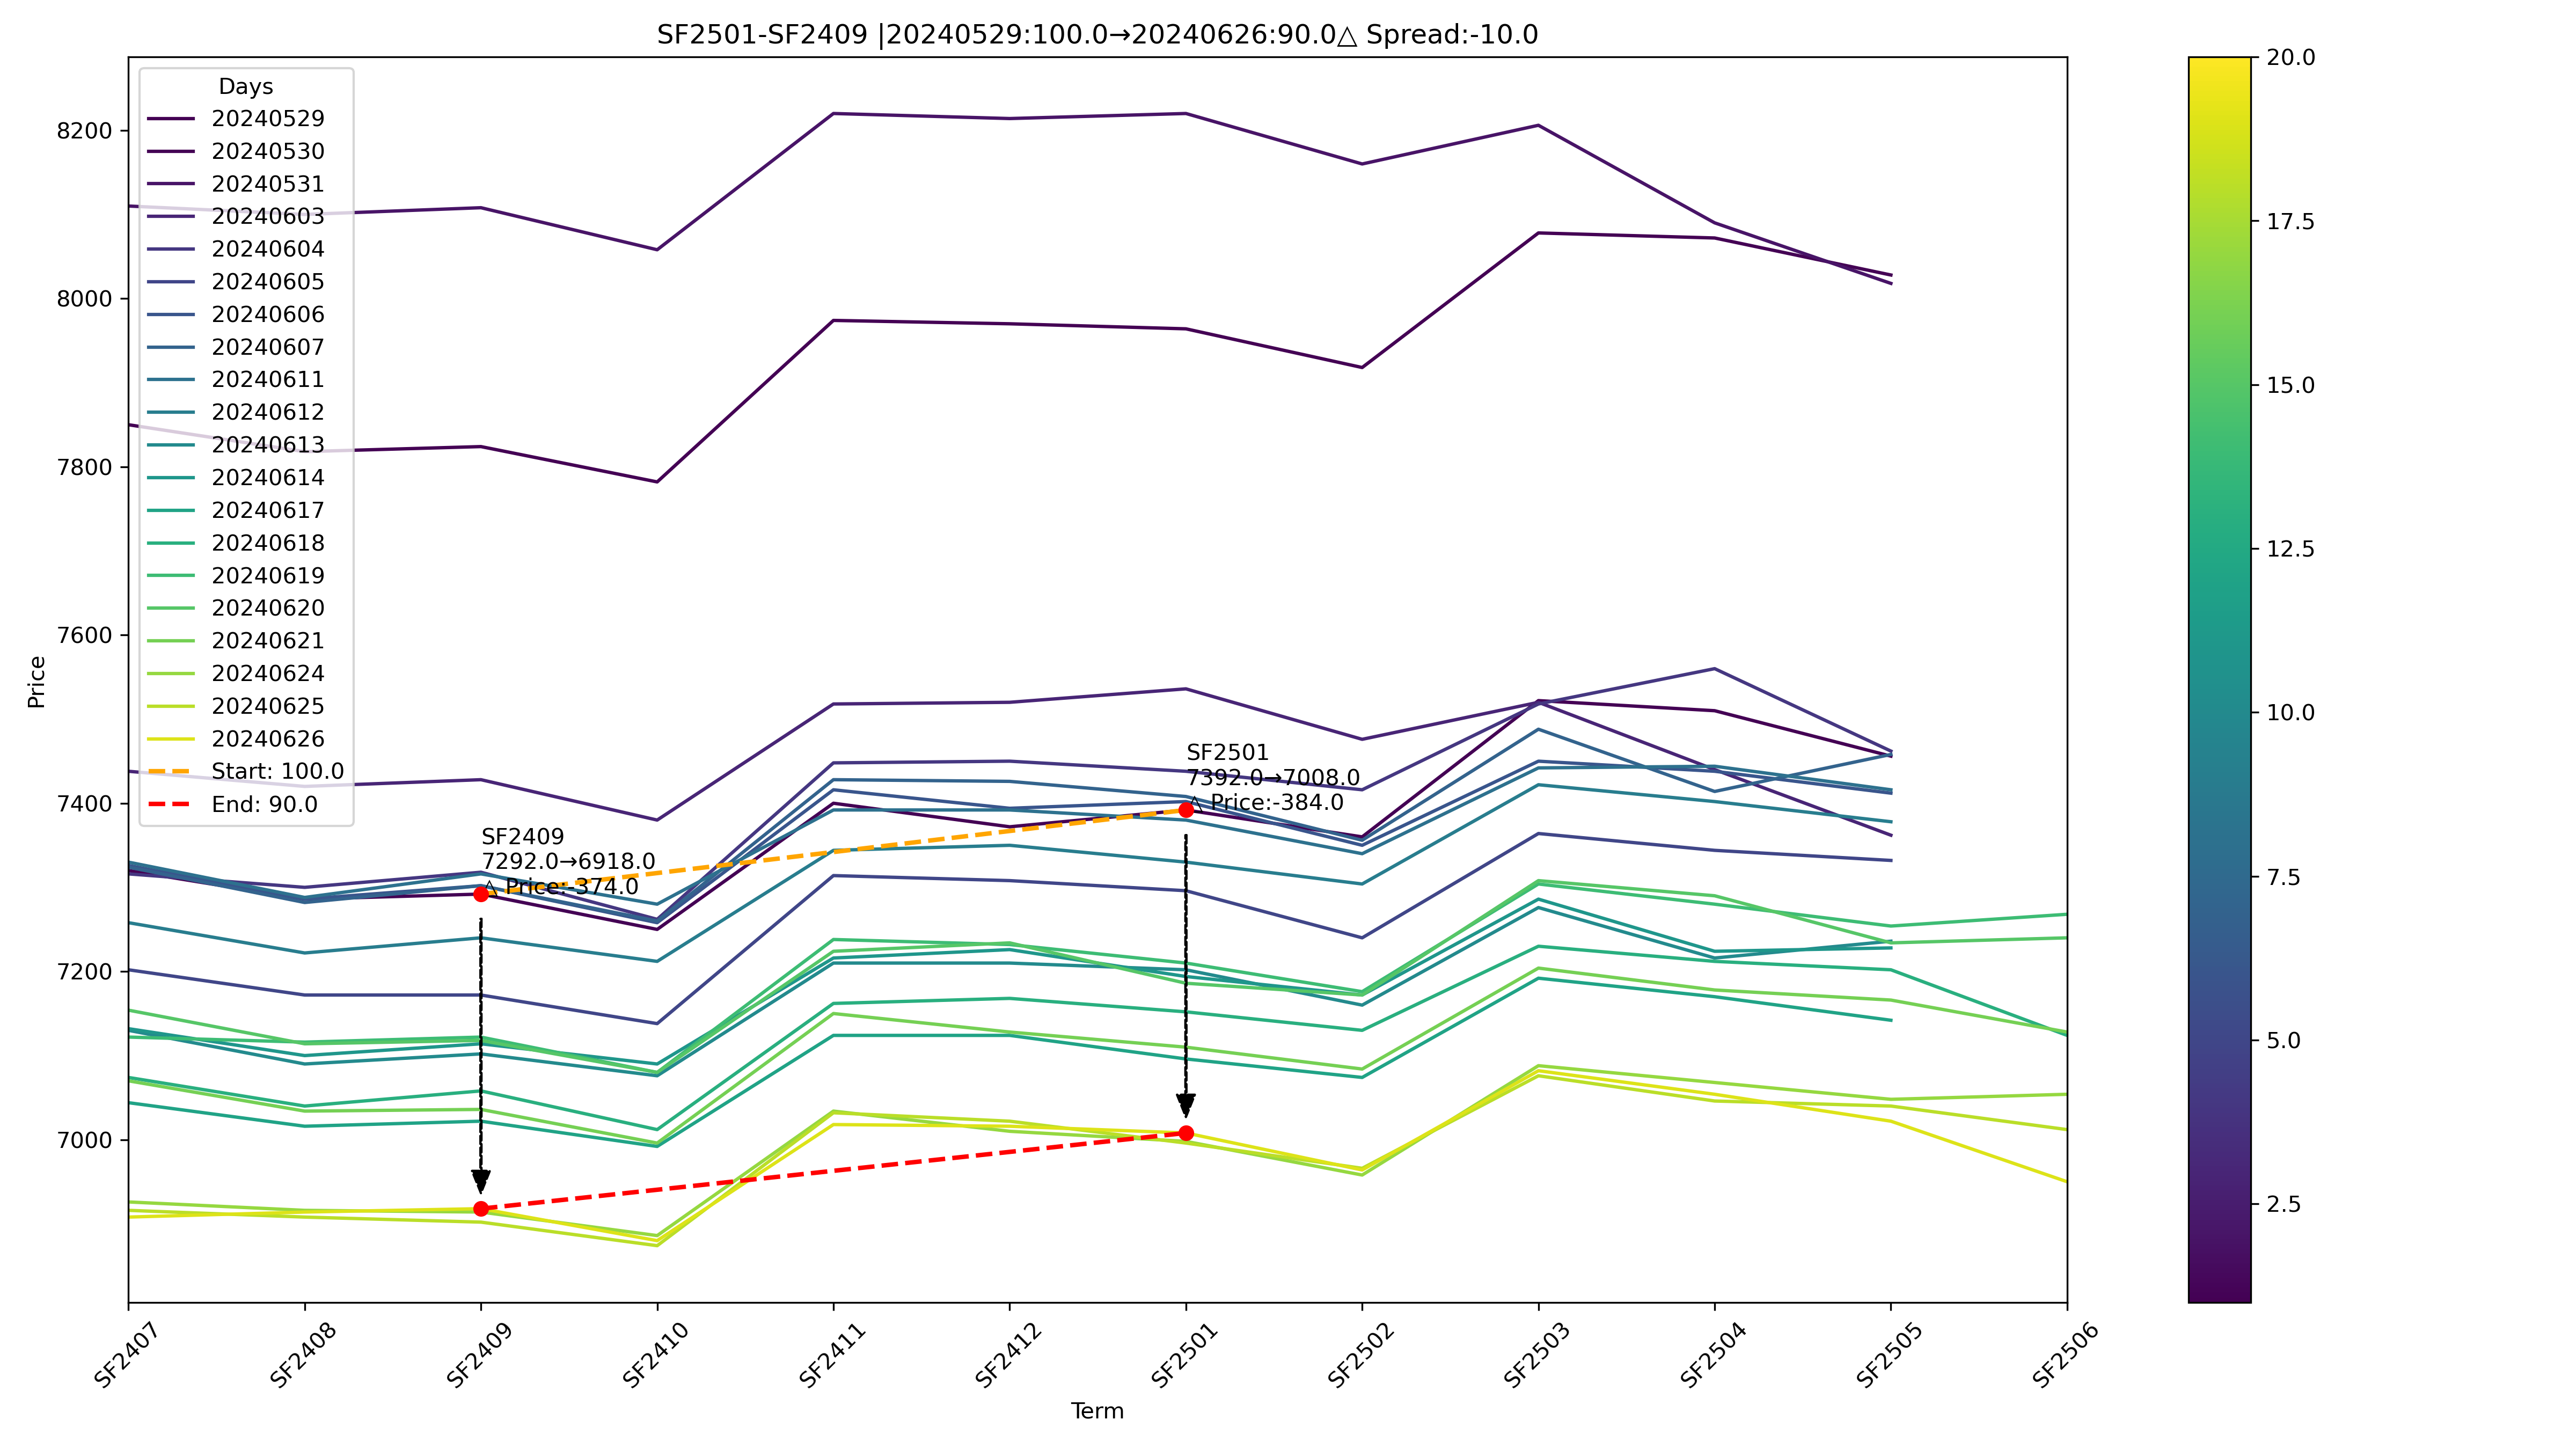 SF2501-SF2409 |20240529:100.0→20240626:90.0△ Spread:-10.0
Days
20240529
20240530
20240531
20240603
20240604
20240605
20240606
20240607
20240611
20240612
20240613
20240614
20240617
20240618
20240619
20240620
20240621
20240624
20240625
20240626
Start: 100.0
End: 90.0
Price
8200
8000
7800
7600
7400
7200
7000
SF2409
7292.0→6918.0
△ Price:-374.0
SF2501
7392.0→7008.0
△ Price:-384.0
SF2407
SF2408
SF2409
SF2410
SF2411
SF2412
SF2501
SF2502
SF2503
SF2504
SF2505
SF2506
Term
20.0
17.5
15.0
12.5
10.0
7.5
5.0
2.5